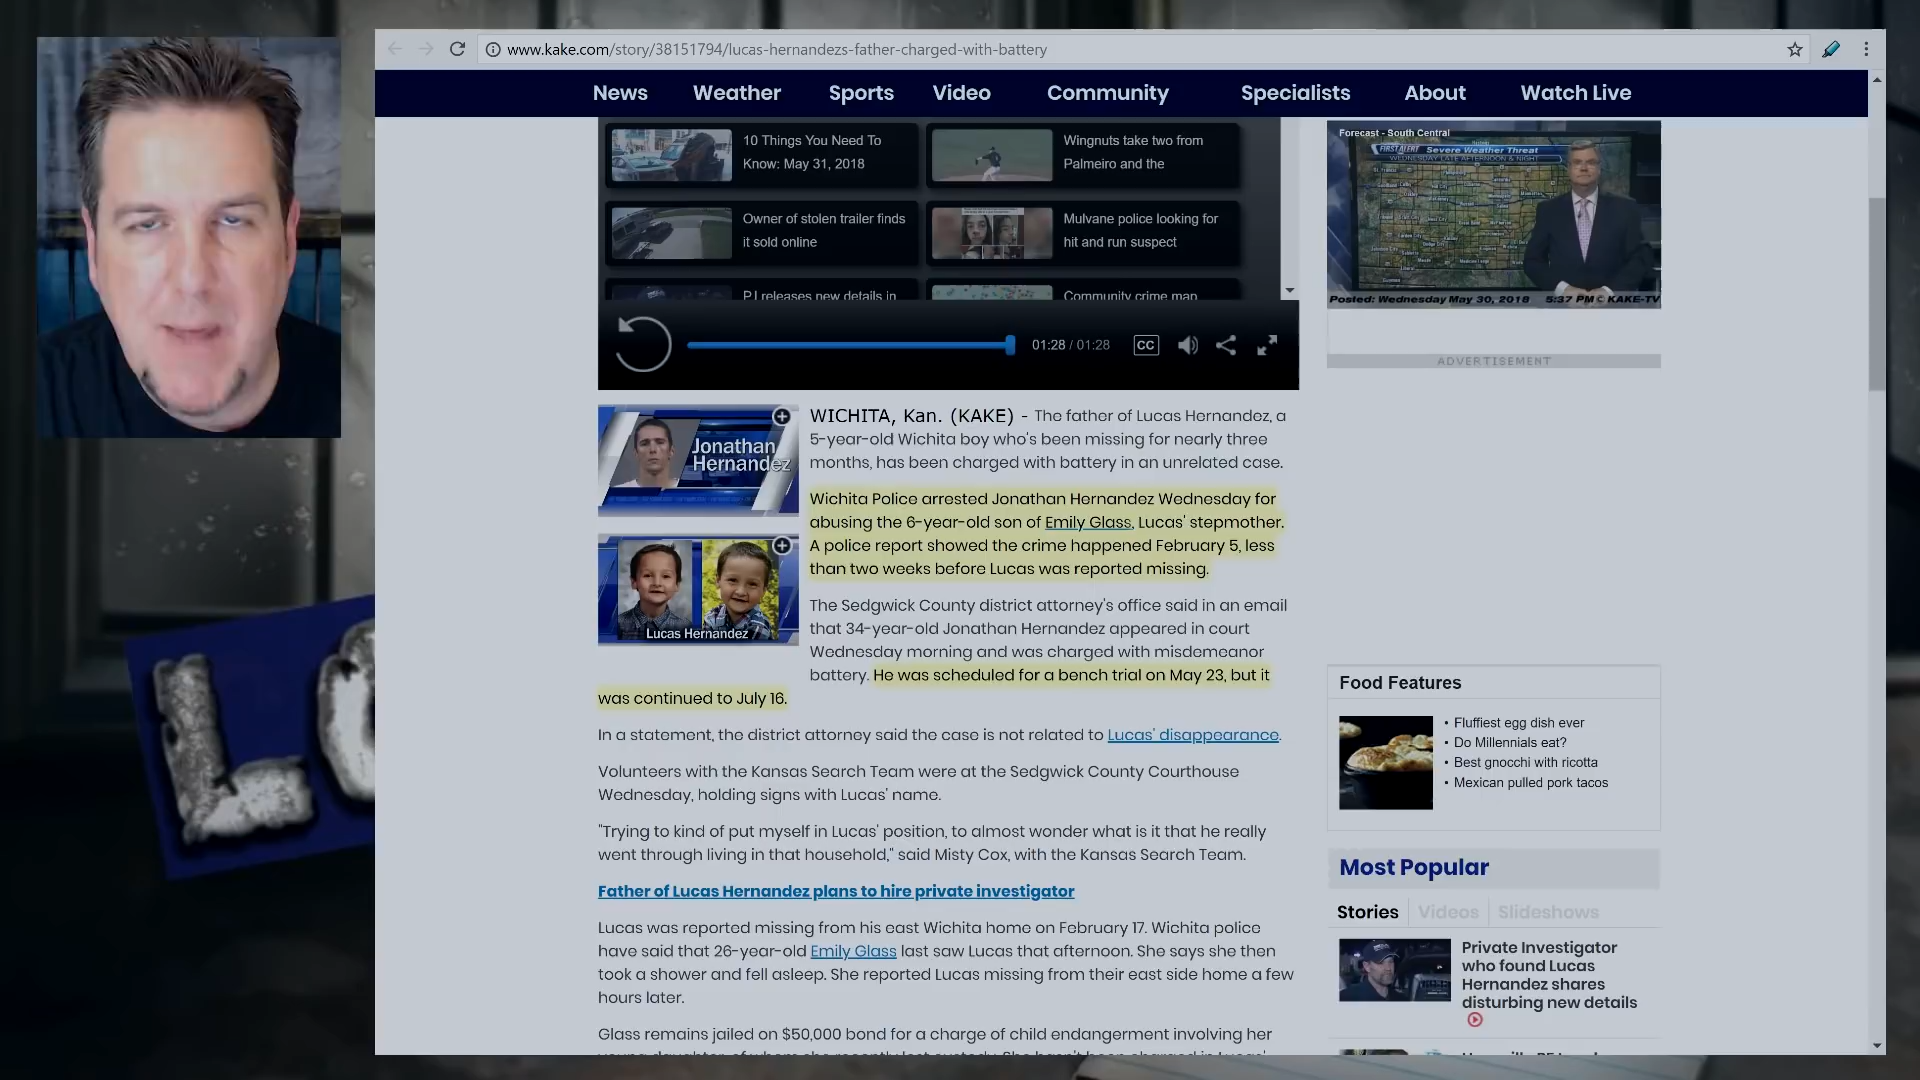 www.kake.com/story/38151794/lucas-hernandezs-father-charged-with-battery
News Weather Sports Video Community Specialists About Watch Live
10 Things You Need To
Know: May 31, 2018
Wingnuts take two from
Palmeiro and the
Owner of stolen trailer finds
it sold online
Mulvane police looking for
hit and run suspect
PI releases new details in
Community crime map
01:28 / 01:28
CC
Forecast - South Central
FIRST ALERT Severe Weather Threat
WEDNESDAY LATE AFTERNOON & NIGHT
Posted: Wednesday May 30, 2018 5:37 PM © KAKE-TV
ADVERTISEMENT
Jonathan
Hernandez
Lucas Hernandez
WICHITA, Kan. (KAKE) - The father of Lucas Hernandez, a
5-year-old Wichita boy who's been missing for nearly three
months, has been charged with battery in an unrelated case.
Wichita Police arrested Jonathan Hernandez Wednesday for
abusing the 6-year-old son of Emily Glass, Lucas' stepmother.
A police report showed the crime happened February 5, less
than two weeks before Lucas was reported missing.
The Sedgwick County district attorney's office said in an email
that 34-year-old Jonathan Hernandez appeared in court
Wednesday morning and was charged with misdemeanor
battery. He was scheduled for a bench trial on May 23, but it
was continued to July 16.
In a statement, the district attorney said the case is not related to Lucas' disappearance.
Volunteers with the Kansas Search Team were at the Sedgwick County Courthouse
Wednesday, holding signs with Lucas' name.
"Trying to kind of put myself in Lucas' position, to almost wonder what is it that he really
went through living in that household," said Misty Cox, with the Kansas Search Team.
Father of Lucas Hernandez plans to hire private investigator
Lucas was reported missing from his east Wichita home on February 17. Wichita police
have said that 26-year-old Emily Glass last saw Lucas that afternoon. She says she then
took a shower and fell asleep. She reported Lucas missing from their east side home a few
hours later.
Glass remains jailed on $50,000 bond for a charge of child endangerment involving her
Food Features
• Fluffiest egg dish ever
• Do Millennials eat?
• Best gnocchi with ricotta
• Mexican pulled pork tacos
Most Popular
Stories Videos Slideshows
Private Investigator
who found Lucas
Hernandez shares
disturbing new details
LO